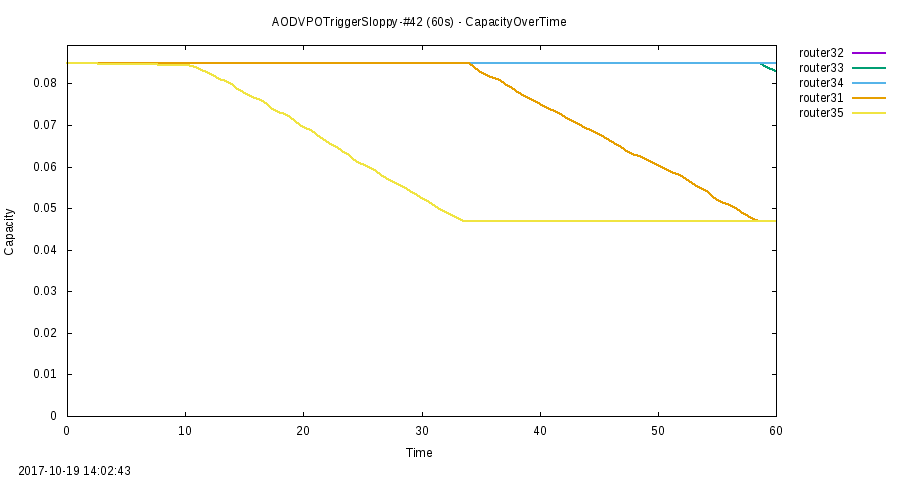 AODVPOTriggerSloppy-#42 (60s) - CapacityOverTime
router32
router33
router34
router31
router35
0.08
0.07
0.06
0.05
0.04
0.03
0.02
0.01
0
Capacity
0 10 20 30 40 50 60
Time
2017-10-19 14:02:43